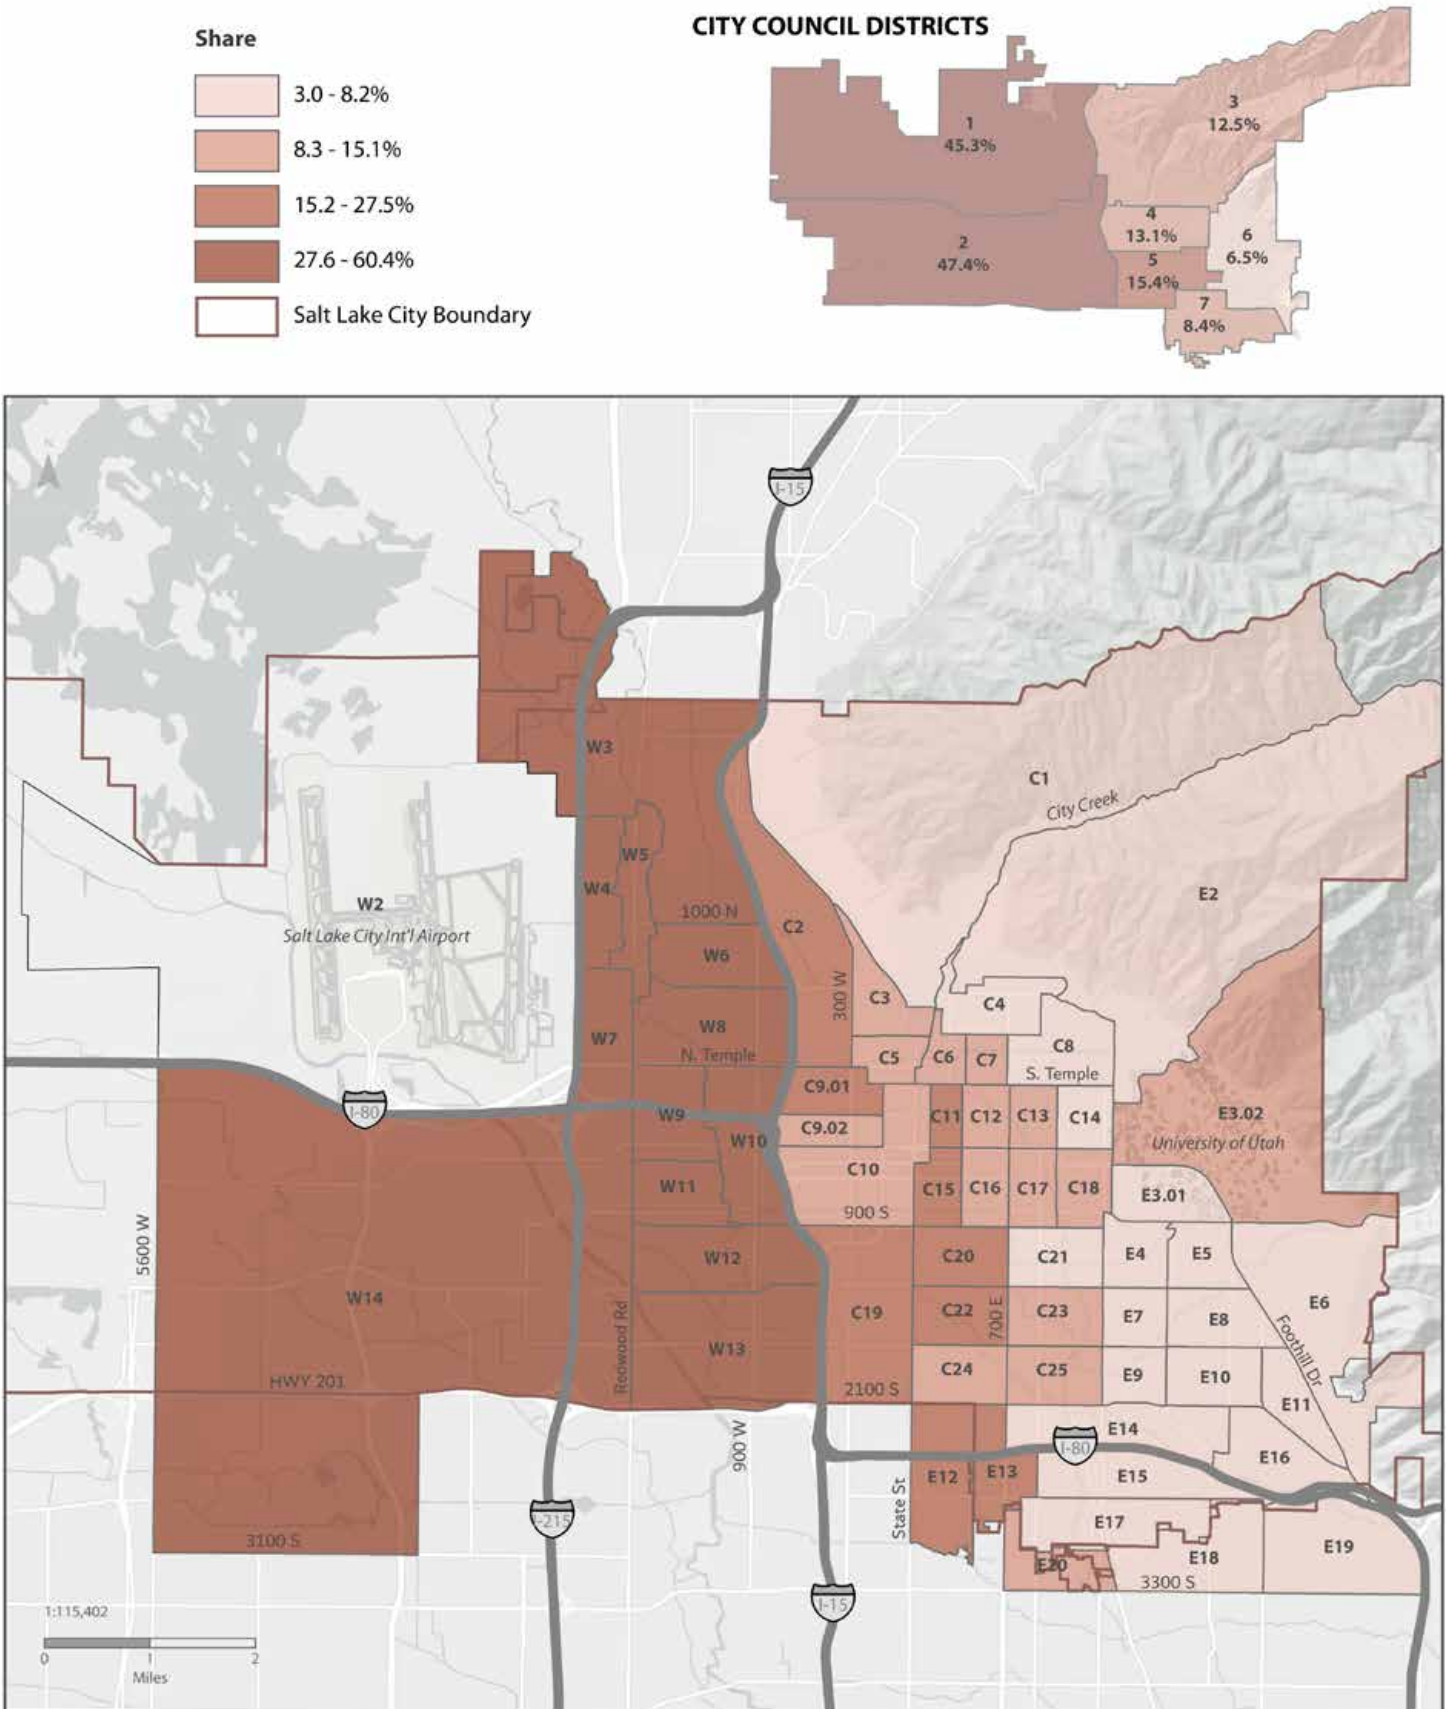 CITY COUNCIL DISTRICTS
Share
3.0 - 8.2%
8.3 - 15.1%
15.2 - 27.5%
27.6 - 60.4%
Salt Lake City Boundary
1
45.3%
2
47.4%
3
12.5%
4
13.1%
5
15.4%
6
6.5%
7
8.4%
I-15
W3
C1
City Creek
W5
W4
W2
Salt Lake City Int'l Airport
1000 N
C2
E2
W6
300 W
C3
C4
W8
W7
N. Temple
C5
C6
C7
C8
S. Temple
I-80
C9.01
W9
C9.02
W10
C11
C12
C13
C14
E3.02
University of Utah
C10
W11
C15
C16
C17
C18
E3.01
900 S
5600 W
W12
C20
C21
E4
E5
W14
C19
C22
700 E
C23
E7
E8
E6
Foothill Dr
Redwood Rd
W13
HWY 201
2100 S
C24
C25
E9
E10
E11
900 W
E14
I-80
State St
E12
E13
E15
E16
I-215
E17
3100 S
E20
E18
E19
3300 S
I-15
1:115,402
0
1
2
Miles